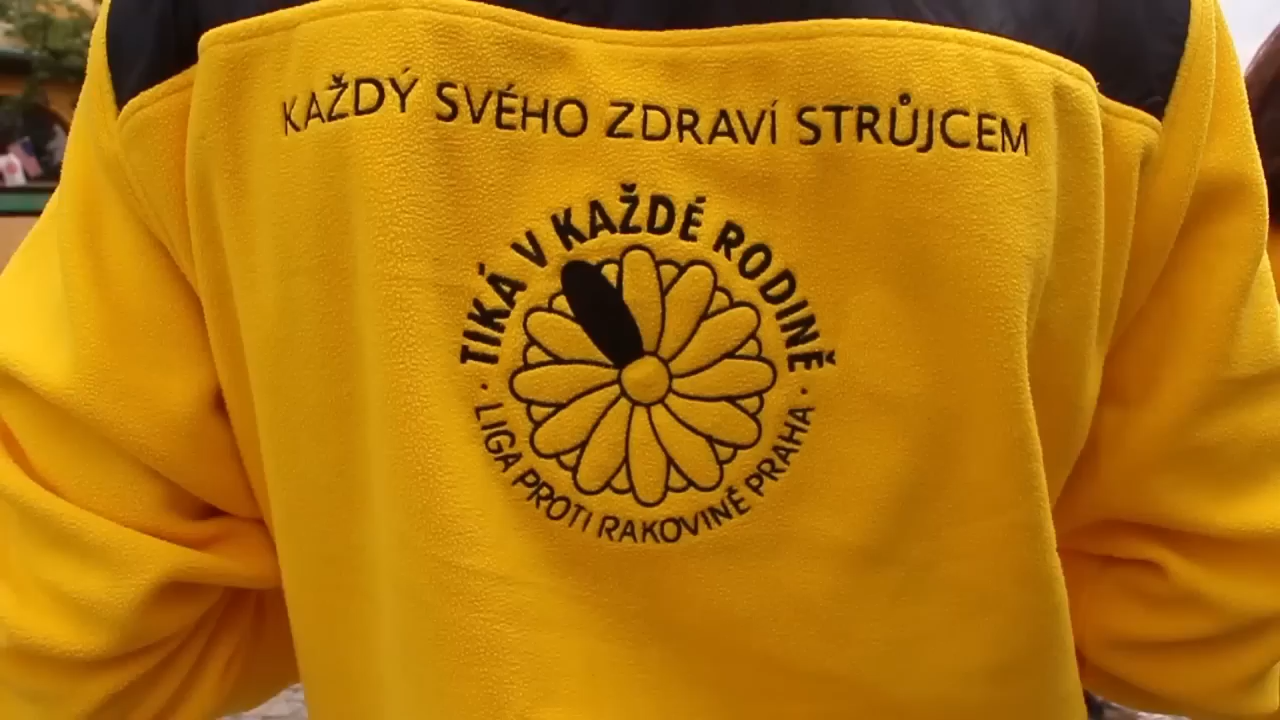 KAŽDÝ SVÉHO ZDRAVÍ STRŮJCEM
TIKÁ V KAŽDÉ RODINĚ
· LIGA PROTI RAKOVINĚ PRAHA ·